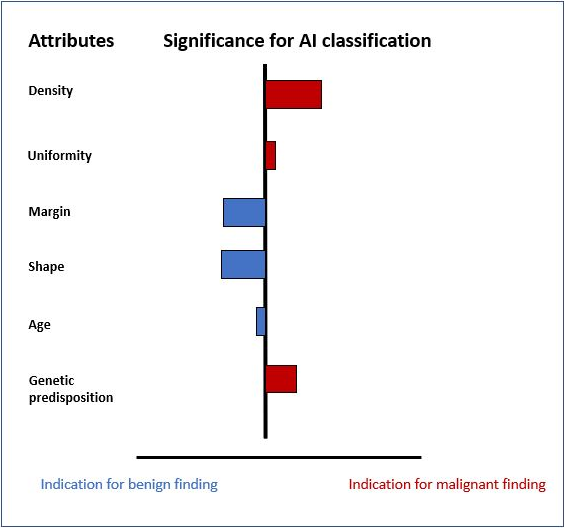 Attributes
Significance for AI classification
Density
Uniformity
Margin
Shape
Age
Genetic
predisposition
Indication for benign finding
Indication for malignant finding